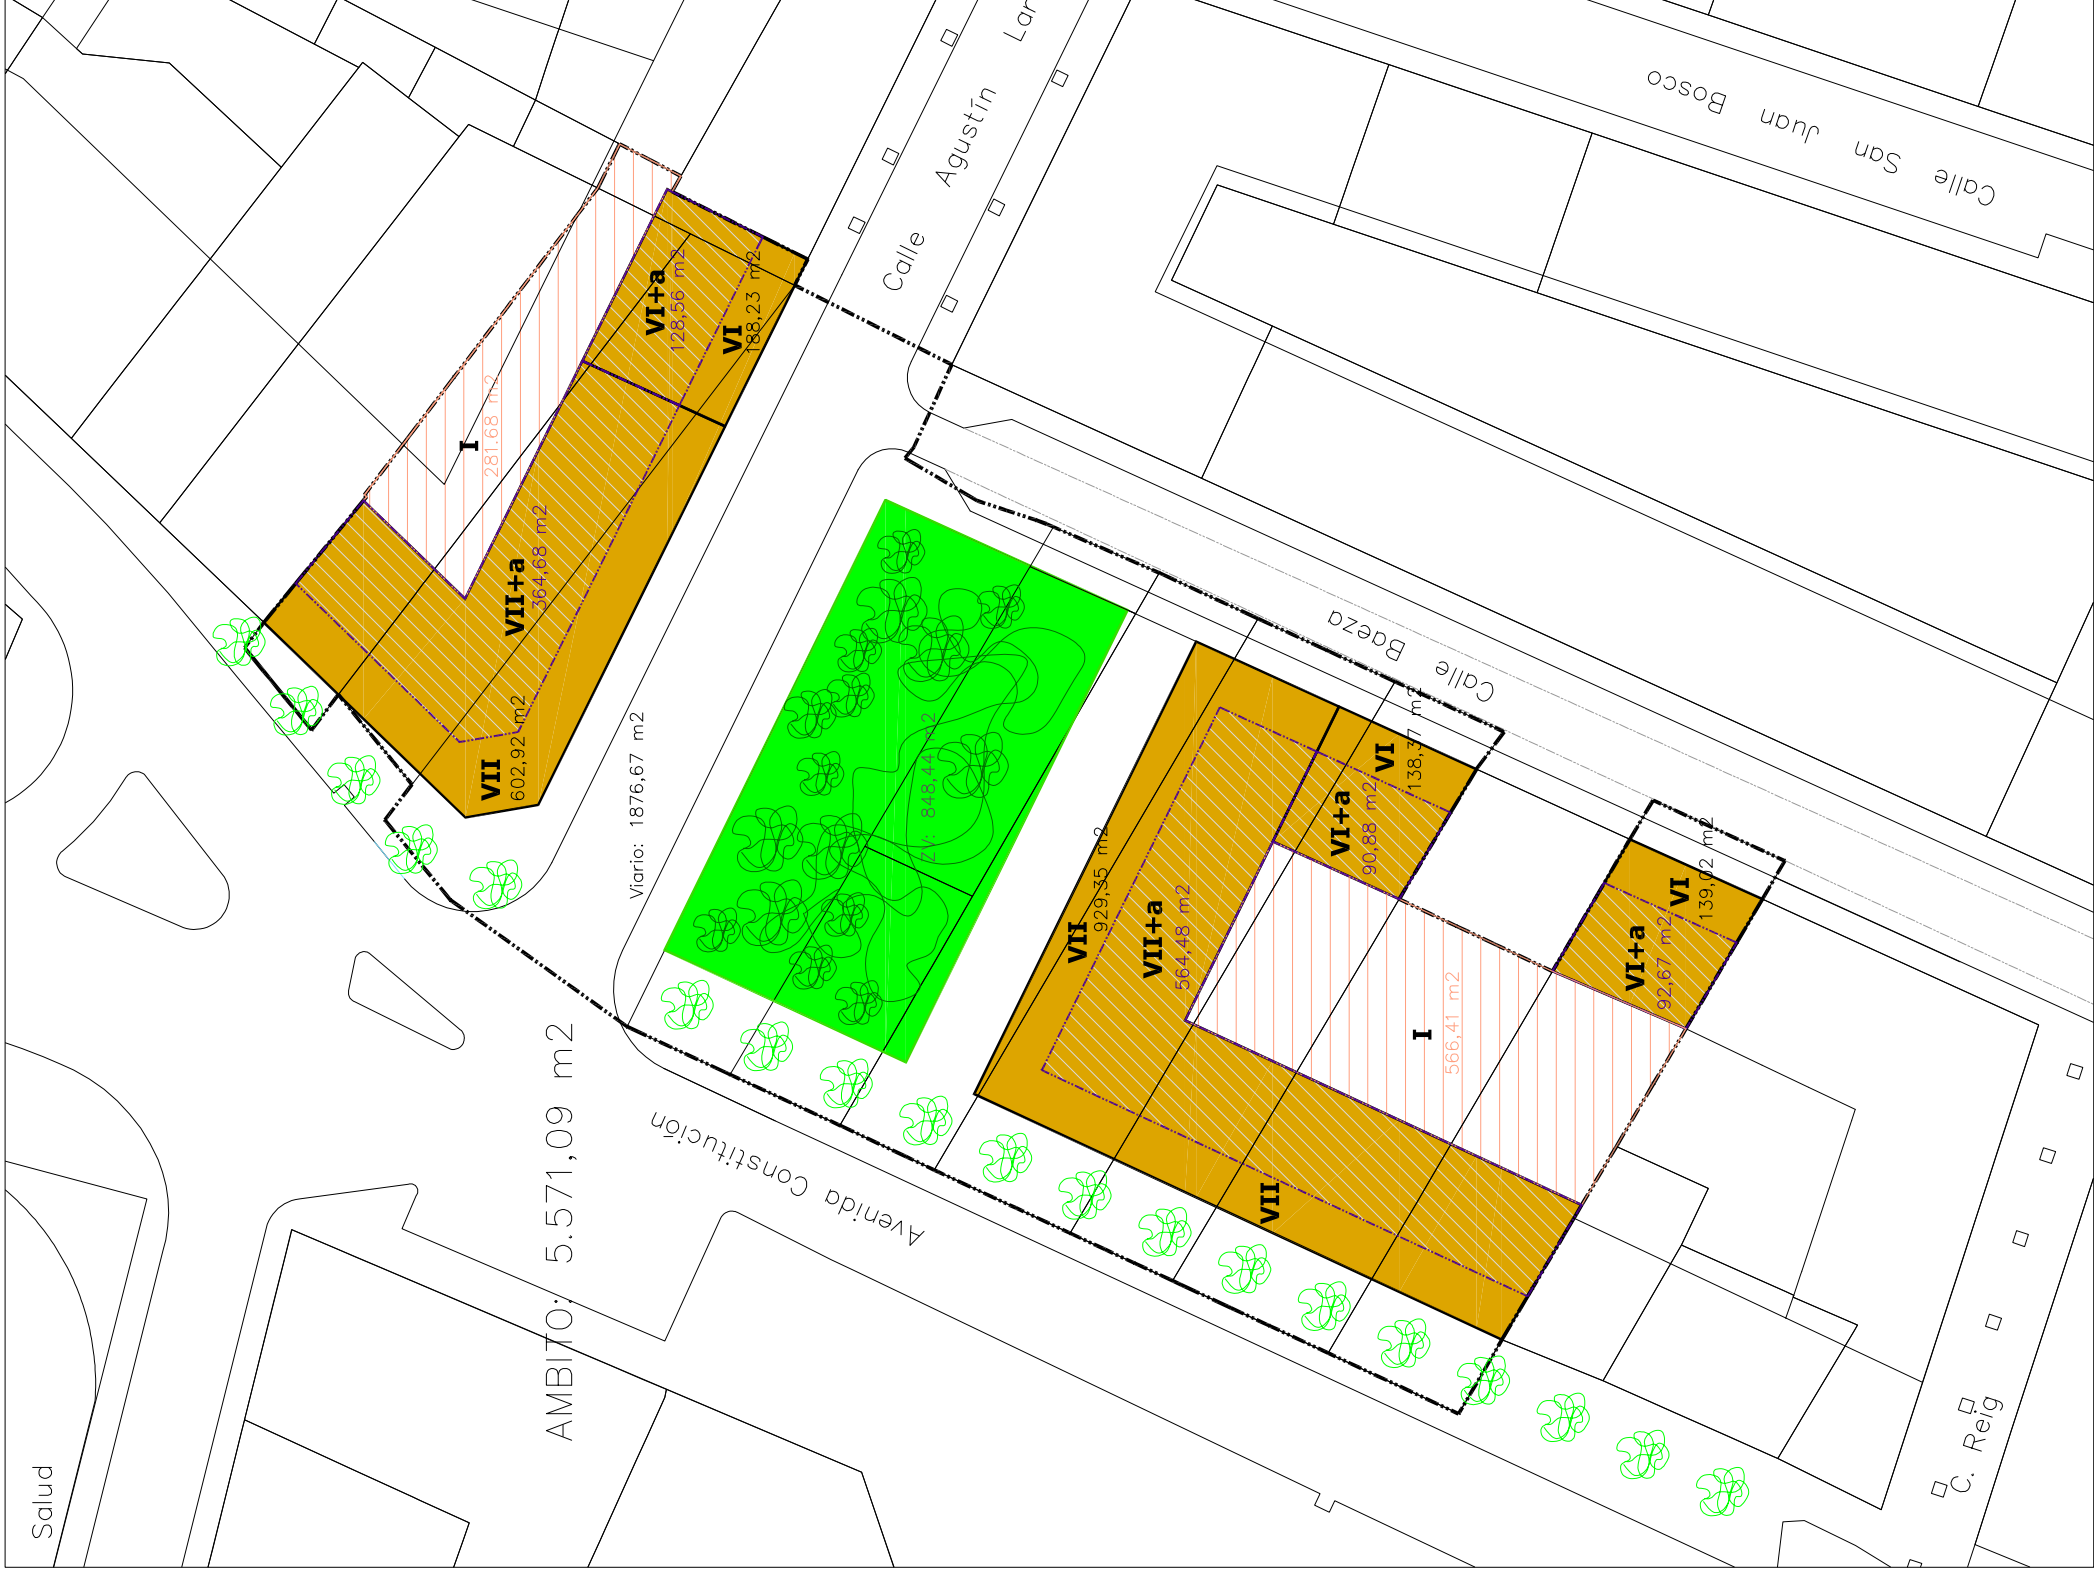 Calle Agustín Lar
Calle San Juan Bosco
VI+a
128,56 m2
VI
188,23 m2
I
281.68 m2
VII+a
364,68 m2
VII
602,92 m2
Viario: 1876,67 m2
ZV: 848,44 m2
Calle Baeza
VI
138,37 m2
VI+a
90,88 m2
VII
929,35 m2
VII+a
564,48 m2
VI
139,02 m2
VI+a
92,67 m2
I
566,41 m2
VII
Avenida Constitución
AMBITO: 5.571,09 m2
Salud
C. Reig